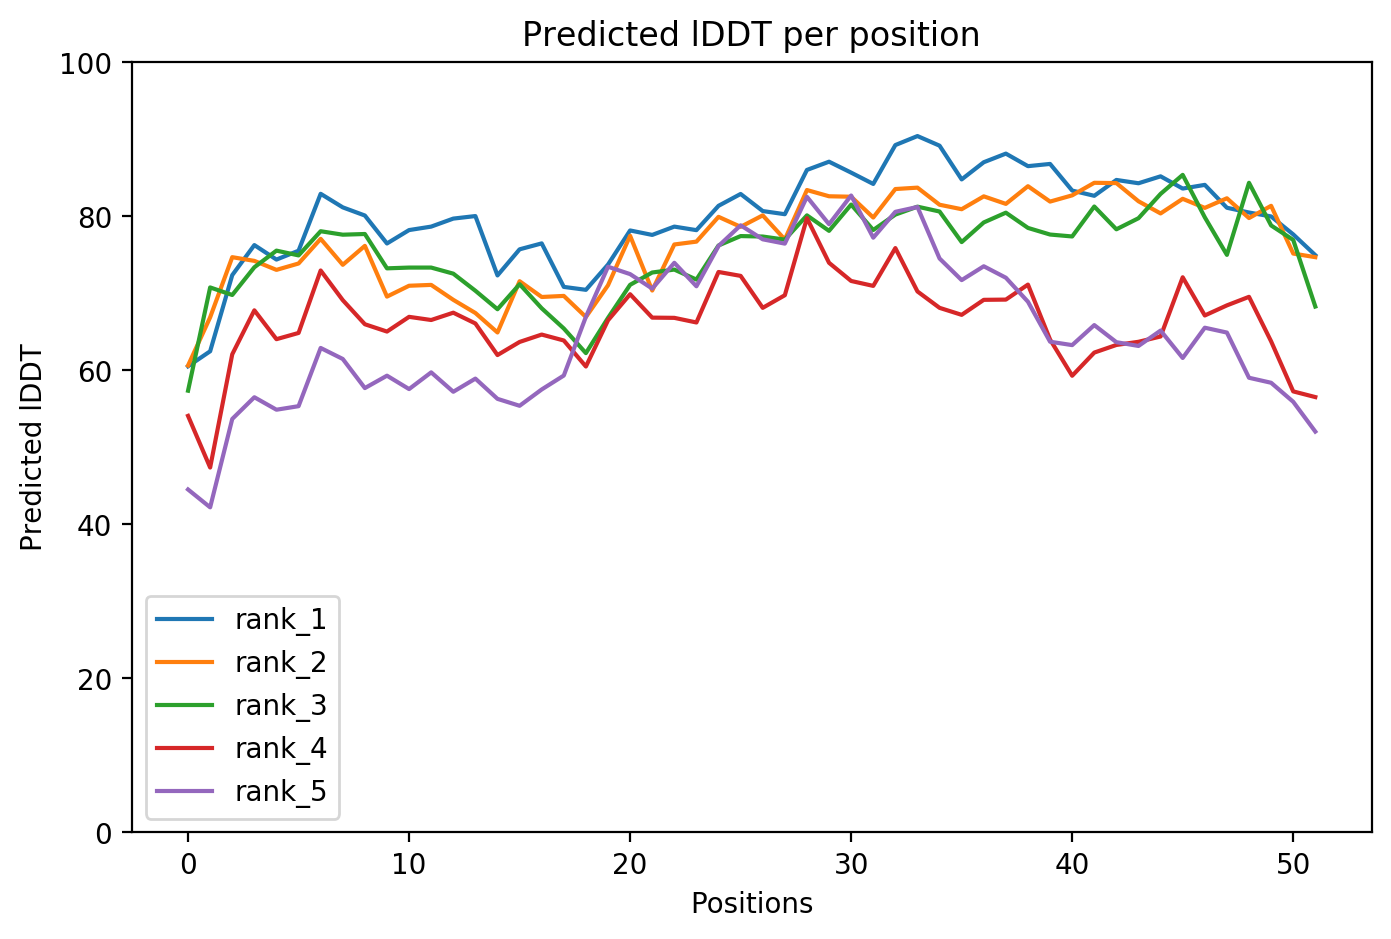 Predicted lDDT per position
100
80
60
40
20
0
Predicted lDDT
rank_1
rank_2
rank_3
rank_4
rank_5
0 10 20 30 40 50
Positions